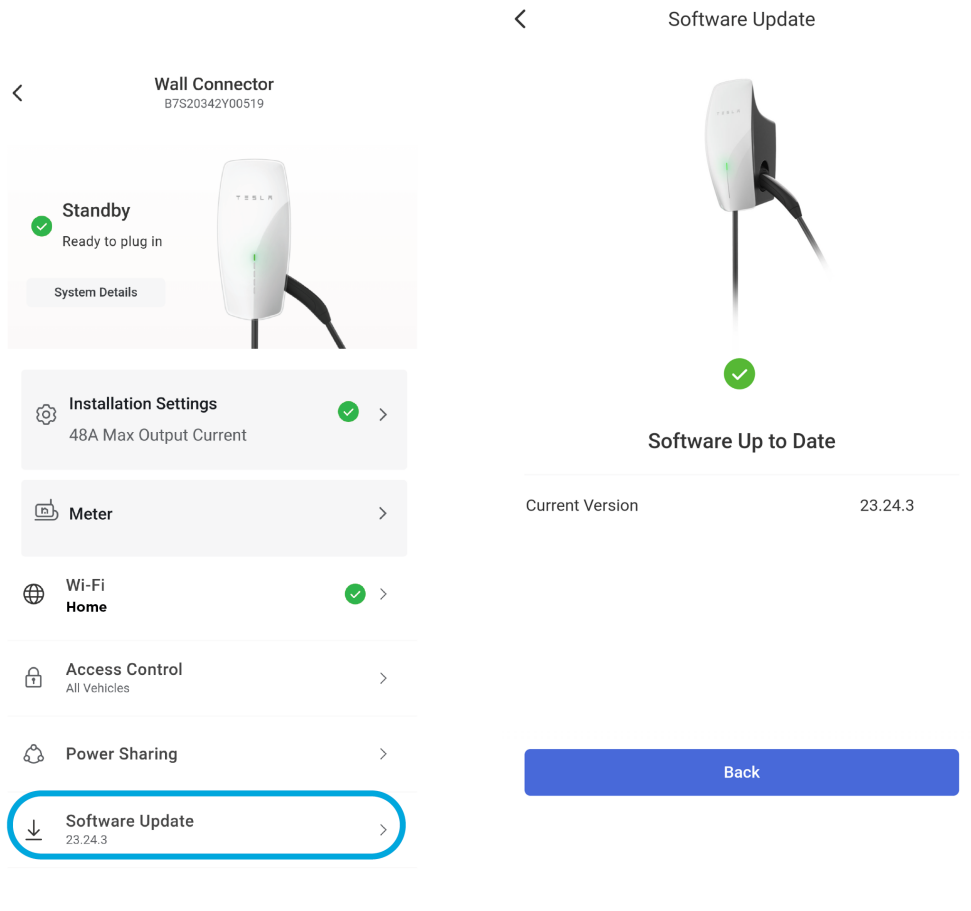 Wall Connector
B7S20342Y00519
Standby
Ready to plug in
System Details
TESLA
Installation Settings
48A Max Output Current
Meter
Wi-Fi
Home
Access Control
All Vehicles
Power Sharing
Software Update
23.24.3
Software Update
TESLA
Software Up to Date
Current Version 23.24.3
Back